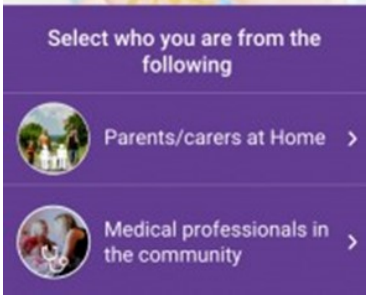 Select who you are from the
following
Parents/carers at Home
Medical professionals in
the community